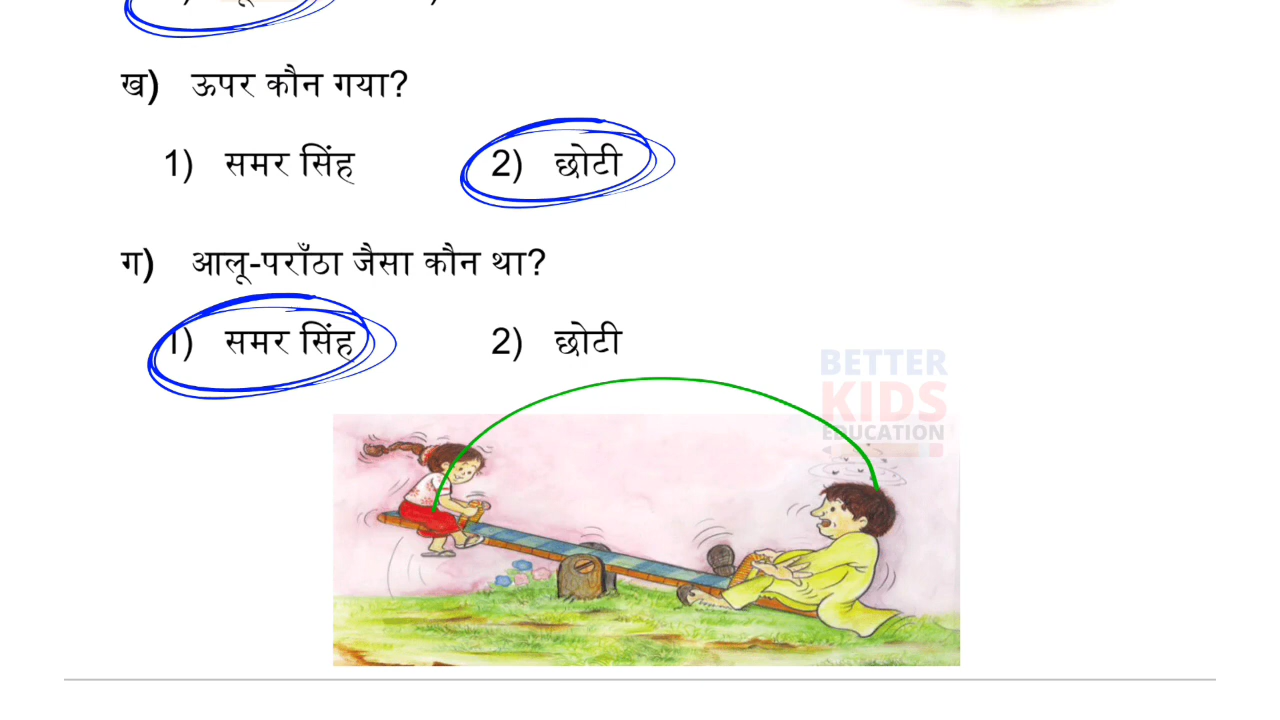 ख) ऊपर कौन गया?
1) समर सिंह 2) छोटी
ग) आलू-पराँठा जैसा कौन था?
1) समर सिंह 2) छोटी
BETTER
KIDS
EDUCATION